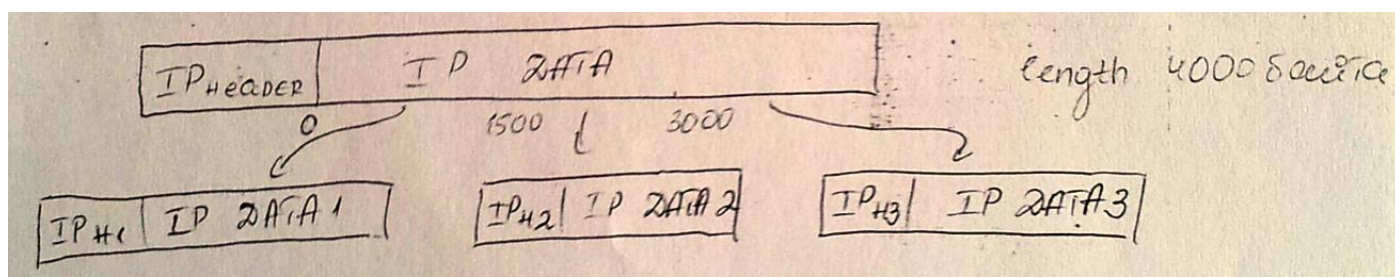 IP HEADER IP DATA length 4000 байта
0 1500 3000
IP H1 IP DATA 1 IP H2 IP DATA 2 IP H3 IP DATA 3